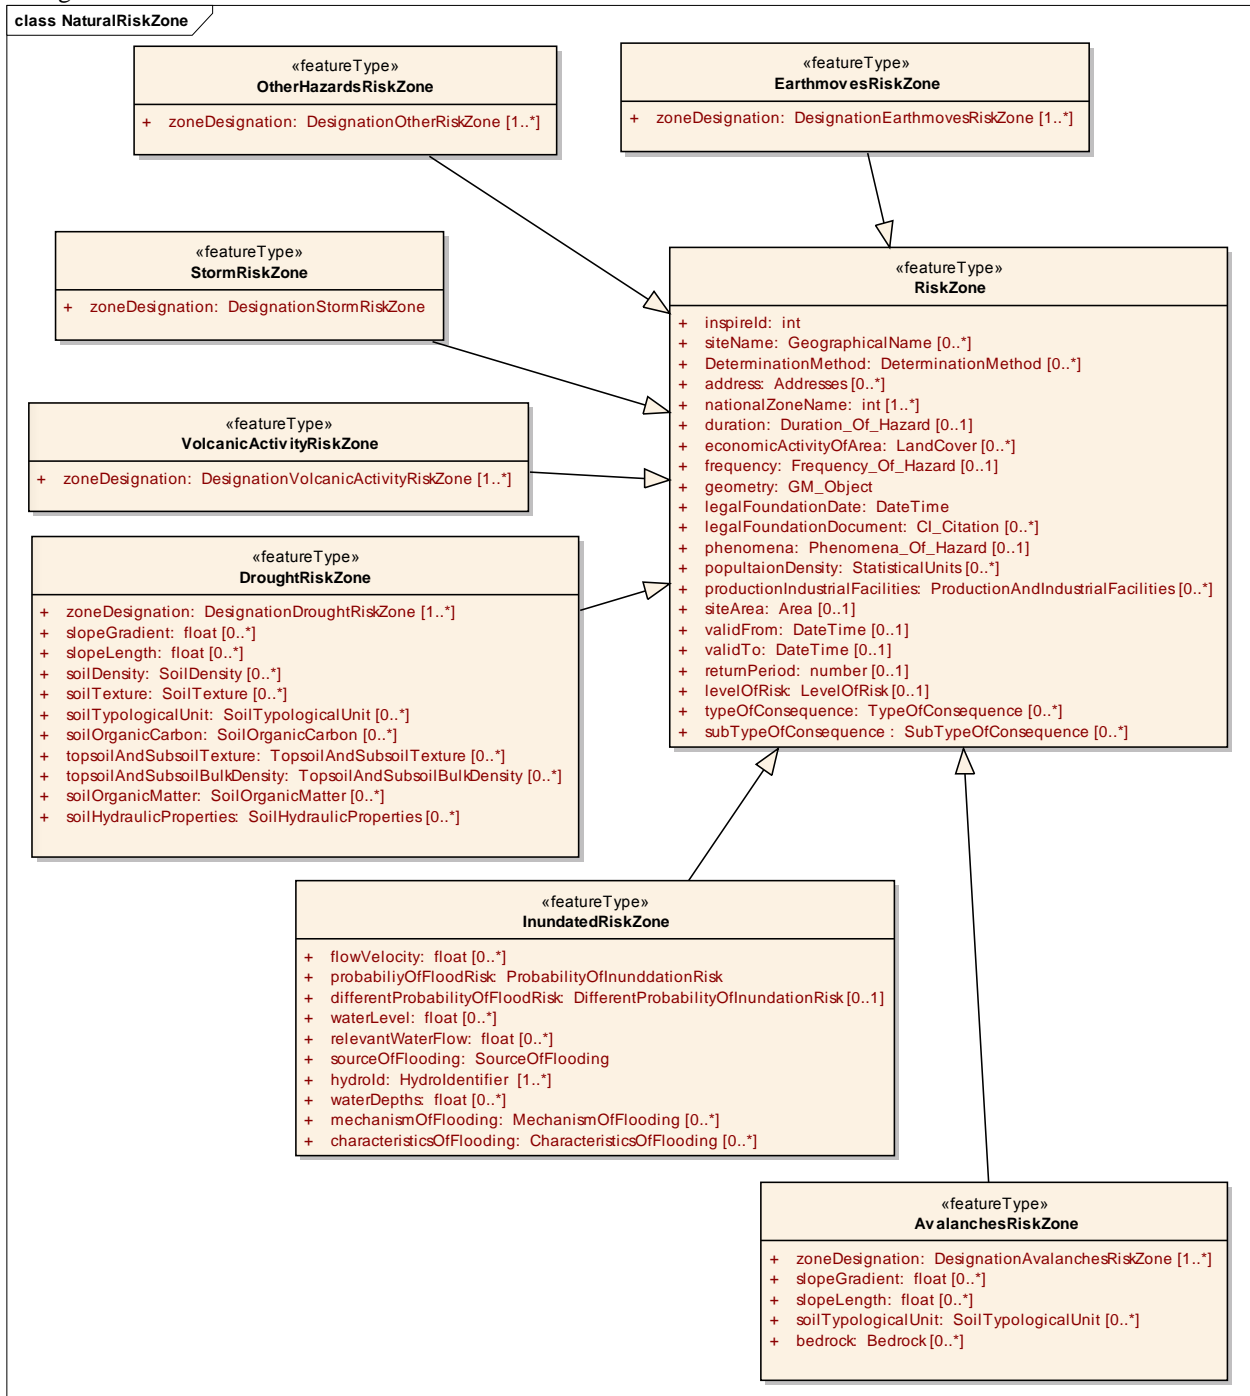 class NaturalRiskZone
«featureType»
OtherHazardsRiskZone
+ zoneDesignation: DesignationOtherRiskZone [1..*]
«featureType»
EarthmovesRiskZone
+ zoneDesignation: DesignationEarthmovesRiskZone [1..*]
«featureType»
StormRiskZone
+ zoneDesignation: DesignationStormRiskZone
«featureType»
RiskZone
+ inspireId: int
+ siteName: GeographicalName [0..*]
+ DeterminationMethod: DeterminationMethod [0..*]
+ address: Addresses [0..*]
+ nationalZoneName: int [1..*]
+ duration: Duration_Of_Hazard [0..1]
+ economicActivityOfArea: LandCover [0..*]
+ frequency: Frequency_Of_Hazard [0..1]
+ geometry: GM_Object
+ legalFoundationDate: DateTime
+ legalFoundationDocument: CI_Citation [0..*]
+ phenomena: Phenomena_Of_Hazard [0..1]
+ popultaionDensity: StatisticalUnits [0..*]
+ productionIndustrialFacilities: ProductionAndIndustrialFacilities [0..*]
+ siteArea: Area [0..1]
+ validFrom: DateTime [0..1]
+ validTo: DateTime [0..1]
+ returnPeriod: number [0..1]
+ levelOfRisk: LevelOfRisk [0..1]
+ typeOfConsequence: TypeOfConsequence [0..*]
+ subTypeOfConsequence : SubTypeOfConsequence [0..*]
«featureType»
VolcanicActivityRiskZone
+ zoneDesignation: DesignationVolcanicActivityRiskZone [1..*]
«featureType»
DroughtRiskZone
+ zoneDesignation: DesignationDroughtRiskZone [1..*]
+ slopeGradient: float [0..*]
+ slopeLength: float [0..*]
+ soilDensity: SoilDensity [0..*]
+ soilTexture: SoilTexture [0..*]
+ soilTypologicalUnit: SoilTypologicalUnit [0..*]
+ soilOrganicCarbon: SoilOrganicCarbon [0..*]
+ topsoilAndSubsoilTexture: TopsoilAndSubsoilTexture [0..*]
+ topsoilAndSubsoilBulkDensity: TopsoilAndSubsoilBulkDensity [0..*]
+ soilOrganicMatter: SoilOrganicMatter [0..*]
+ soilHydraulicProperties: SoilHydraulicProperties [0..*]
«featureType»
InundatedRiskZone
+ flowVelocity: float [0..*]
+ probabiliyOfFloodRisk: ProbabilityOfInunddationRisk
+ differentProbabilityOfFloodRisk: DifferentProbabilityOfInundationRisk [0..1]
+ waterLevel: float [0..*]
+ relevantWaterFlow: float [0..*]
+ sourceOfFlooding: SourceOfFlooding
+ hydroId: HydroIdentifier [1..*]
+ waterDepths: float [0..*]
+ mechanismOfFlooding: MechanismOfFlooding [0..*]
+ characteristicsOfFlooding: CharacteristicsOfFlooding [0..*]
«featureType»
AvalanchesRiskZone
+ zoneDesignation: DesignationAvalanchesRiskZone [1..*]
+ slopeGradient: float [0..*]
+ slopeLength: float [0..*]
+ soilTypologicalUnit: SoilTypologicalUnit [0..*]
+ bedrock: Bedrock [0..*]